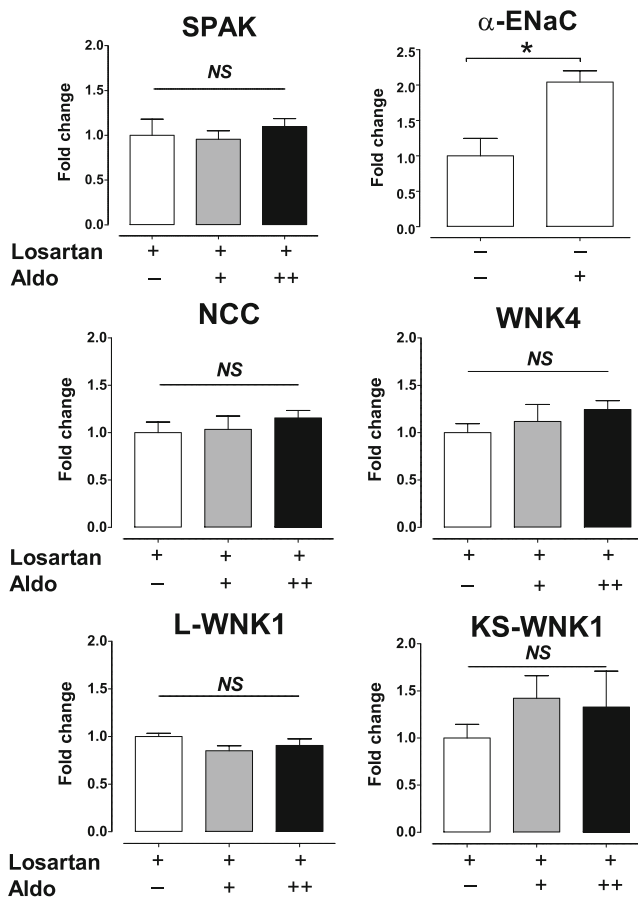 SPAK
Fold change
2.0
1.5
1.0
0.5
0.0
NS
Losartan + + +
Aldo – + ++
α-ENaC
Fold change
2.5
2.0
1.5
1.0
0.5
0.0
*
– –
– +
NCC
Fold change
2.0
1.5
1.0
0.5
0.0
NS
Losartan + + +
Aldo – + ++
WNK4
Fold change
2.0
1.5
1.0
0.5
0.0
NS
+ + +
– + ++
L-WNK1
Fold change
2.0
1.5
1.0
0.5
0.0
NS
Losartan + + +
Aldo – + ++
KS-WNK1
Fold change
2.0
1.5
1.0
0.5
0.0
NS
+ + +
– + ++